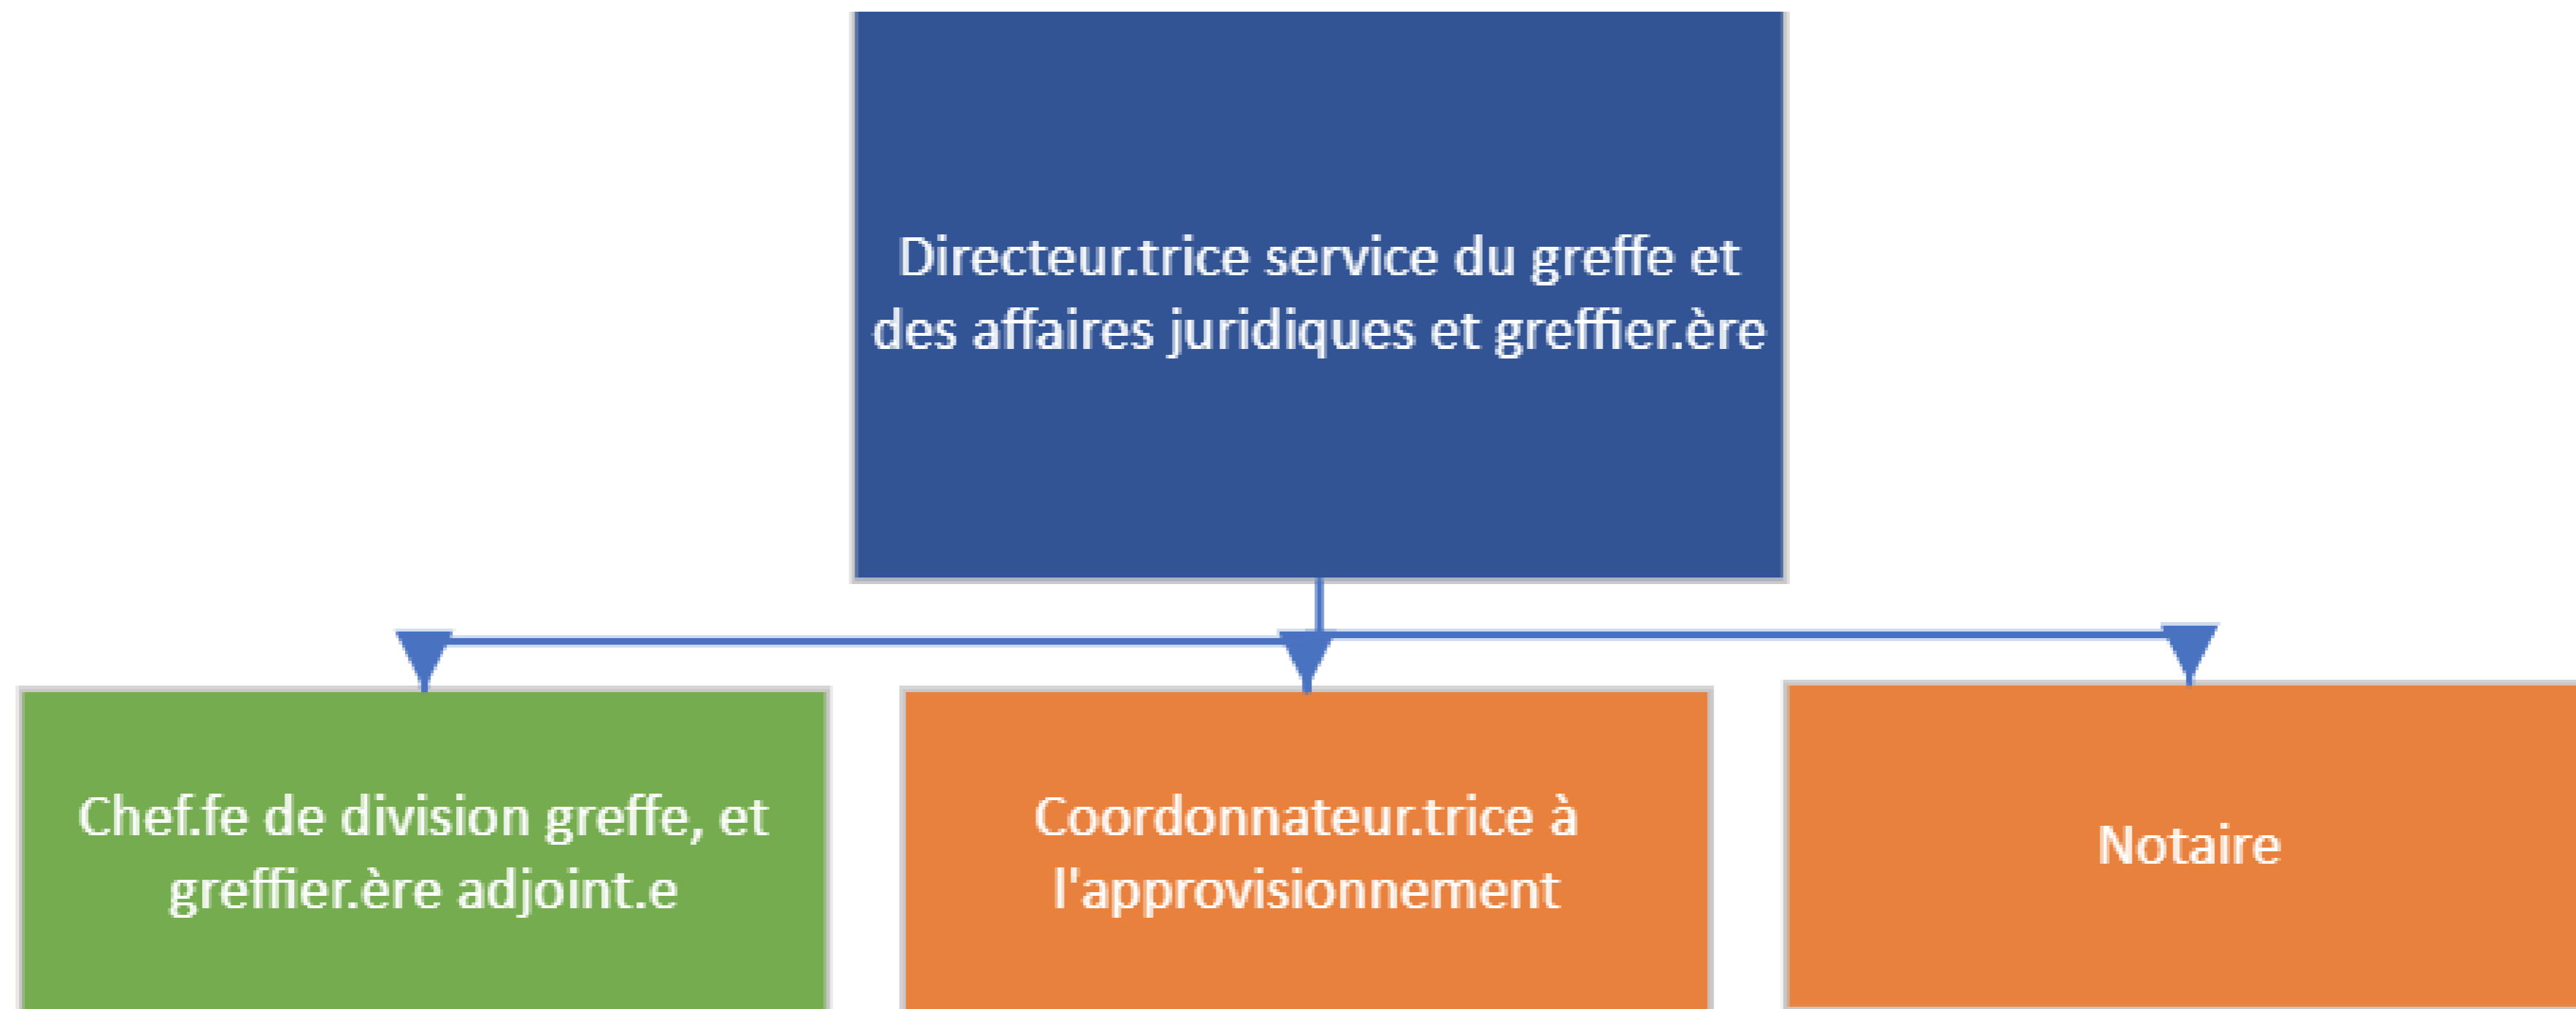 Directeur.trice service du greffe et
des affaires juridiques et greffier.ère
Chef.fe de division greffe, et
greffier.ère adjoint.e
Coordonnateur.trice à
l'approvisionnement
Notaire